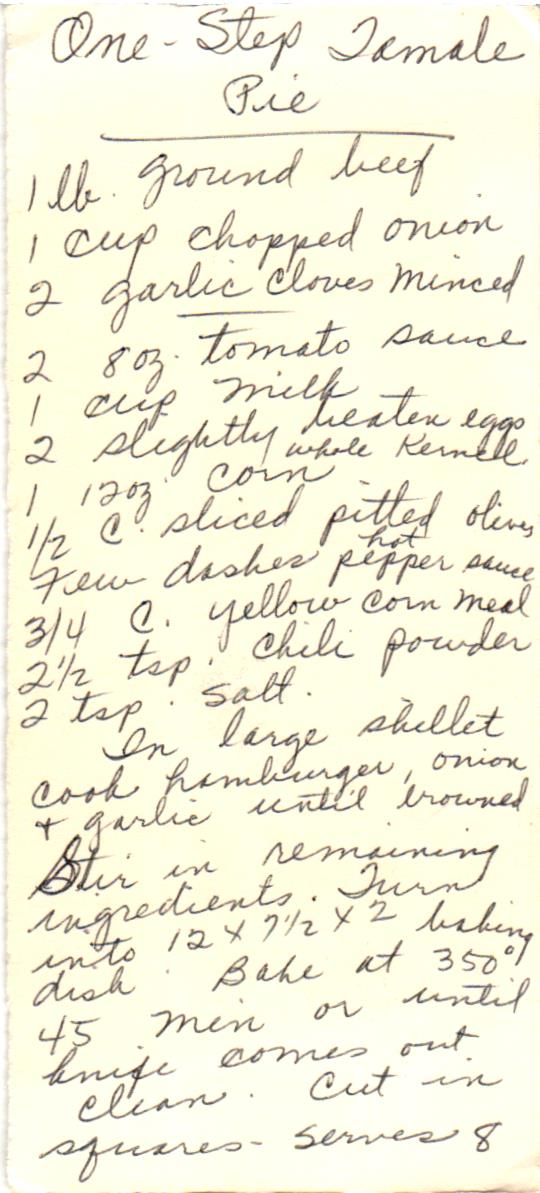 One-Step Tamale
Pie
1 lb. ground beef
1 cup chopped onion
2 garlic cloves minced
2 8 oz. tomato sauce
1 cup milk
2 slightly beaten eggs
1 12 oz. whole Kernell corn
1/2 C. sliced pitted olives
Few dashes hot pepper sauce
3/4 C. yellow corn meal
2 1/2 tsp. chili powder
2 tsp. salt.
In large skillet
cook hamburger, onion
+ garlic until browned
Stir in remaining
ingredients. Turn
into 12 x 7 1/2 x 2 baking
dish. Bake at 350°
45 min or until
knife comes out
clean. Cut in
squares - serves 8